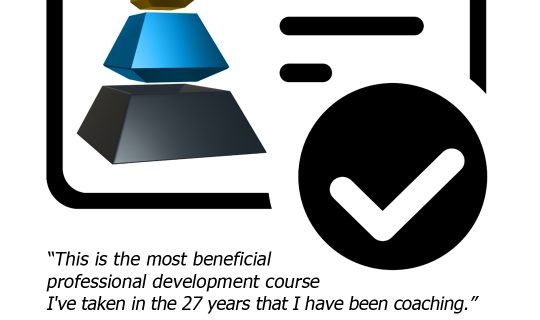 “This is the most beneficial
professional development course
I've taken in the 27 years that I have been coaching.”